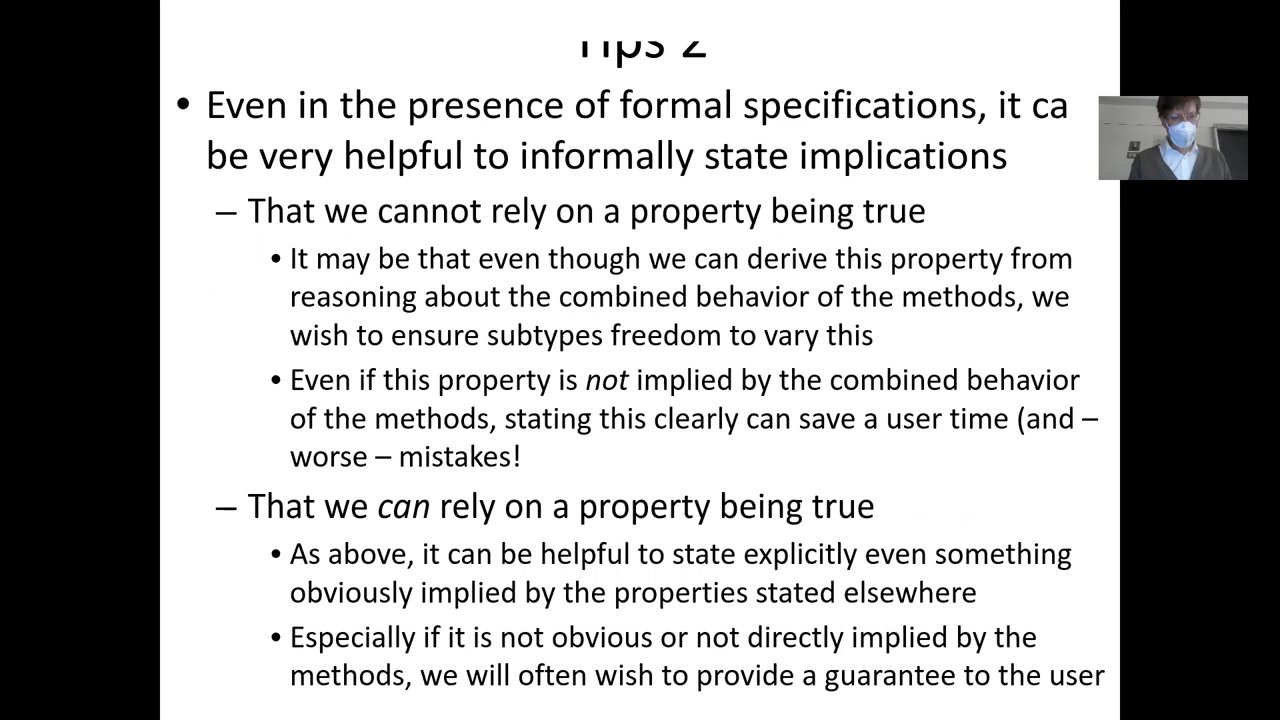 Tips 2
• Even in the presence of formal specifications, it ca
be very helpful to informally state implications
– That we cannot rely on a property being true
• It may be that even though we can derive this property from
reasoning about the combined behavior of the methods, we
wish to ensure subtypes freedom to vary this
• Even if this property is not implied by the combined behavior
of the methods, stating this clearly can save a user time (and –
worse – mistakes!
– That we can rely on a property being true
• As above, it can be helpful to state explicitly even something
obviously implied by the properties stated elsewhere
• Especially if it is not obvious or not directly implied by the
methods, we will often wish to provide a guarantee to the user